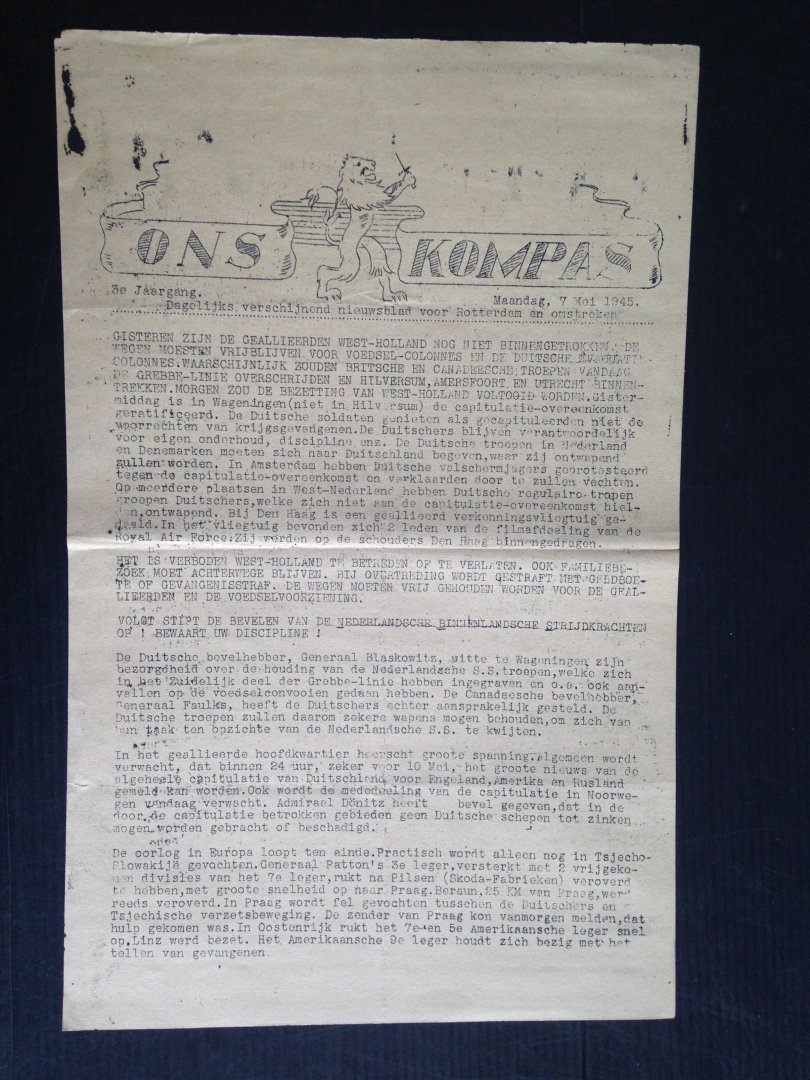 ONS KOMPAS
3e Jaargang. Maandag, 7 Mei 1945.
Dagelijks verschijnend nieuwsblad voor Rotterdam en omstreken
GISTEREN ZIJN DE GEALLIEERDEN WEST-HOLLAND NOG NIET BINNENGETROKKEN. DE
WEGEN MOESTEN VRIJBLIJVEN VOOR VOEDSEL-COLONNES EN DE DUITSCHE
COLONNES.WAARSCHIJNLIJK ZOUDEN BRITSCHE EN CANADEESCHE TROEPEN VANDAAG
DE GREBBE-LINIE OVERSCHRIJDEN EN HILVERSUM,AMERSFOORT EN UTRECHT BINNEN-
TREKKEN.MORGEN ZOU DE BEZETTING VAN WEST-HOLLAND VOLTOOID WORDEN.Gister-
middag is in Wageningen(niet in Hilversum) de capitulatie-overeenkomst
geratificeerd. De Duitsche soldaten genieten als gecapituleerden niet de
voorrechten van krijgsgevangenen.De Duitschers blijven verantwoordelijk
voor eigen onderhoud, discipline enz. De Duitsche troepen in Nederland
en Denemarken moeten zich naar Duitschland begeven,waar zij ontwapend
zullen worden. In Amsterdam hebben Duitsche valschermjagers geprotesteerd
tegen de capitulatie-overeenkomst en verklaarden door te zullen vechten.
Op meerdere plaatsen in West-Nederland hebben Duitsche regulaire tropen
groepen Duitschers,welke zich niet aan de capitulatie-overeenkomst hiel-
den,ontwapend. Bij Den Haag is een geallieerd verkenningsvliegtuig ge-
daald.In het vliegtuig bevonden zich 2 leden van de filmafdeeling van de
Royal Air Force.Zij worden op de schouders Den Haag binnengedragen.
HET IS VERBODEN WEST-HOLLAND TE BETREDEN OF TE VERLATEN. OOK FAMILIEBE-
ZOEK MOET ACHTERWEGE BLIJVEN. BIJ OVERTREDING WORDT GESTRAFT MET GELDBOE-
TE OF GEVANGENISSTRAF. DE WEGEN MOETEN VRIJ GEHOUDEN WORDEN VOOR DE GEAL-
LIEERDEN EN DE VOEDSELVOORZIENING.
VOLGT STIPT DE BEVELEN VAN DE NEDERLANDSCHE BINNENLANDSCHE STRIJDKRACHTEN
OP ! BEWAART UW DISCIPLINE !
De Duitsche bevelhebber, Generaal Blaskowitz, uitte te Wageningen zijn
bezorgdheid over de houding van de Nederlandsche S.S.troepen,welke zich
in het Zuidelijk deel der Grebbe-linie hebben ingegraven en o.a. ook aan-
vallen op de voedselconvooien gedaan hebben. De Canadeesche bevelhebber,
Generaal Faulks, heeft de Duitschers echter aansprakelijk gesteld. De
Duitsche troepen zullen daarom zekere wapens mogen behouden,om zich van
hun taak ten opzichte van de Nederlandsche S.S. te kwijten.
In het geallieerde hoofdkwartier heerscht groote spanning.Algemeen wordt
verwacht, dat binnen 24 uur, zeker voor 10 Mei, het groote nieuws van de
algeheele capitulatie van Duitschland voor Engeland,Amerika en Rusland
gemeld kan worden.Ook wordt de mededeeling van de capitulatie in Noorwe-
gen vandaag verwacht. Admiraal Dönitz heeft bevel gegeven,dat in de
door de capitulatie betrokken gebieden geen Duitsche schepen tot zinken
mogen worden gebracht of beschadigd.
De oorlog in Europa loopt ten einde.Practisch wordt alleen nog in Tsjecho-
Slowakije gevochten.Generaal Patton's 3e leger,versterkt met 2 vrijgeko-
men divisies van het 7e leger,rukt na Pilsen (Skoda-Fabrieken) veroverd
te hebben,met groote snelheid op naar Praag.Beraun,25 KM van Praag,werd
reeds veroverd.In Praag wordt fel gevochten tusschen de Duitschers en
Tsjechische verzetsbeweging. De zender van Praag kon vanmorgen melden,dat
hulp gekomen was.In Oostenrijk rukt het 7e en 5e Amerikaansche leger snel
op.Linz werd bezet. Het Amerikaansche 9e leger houdt zich bezig met het
tellen van gevangenen.